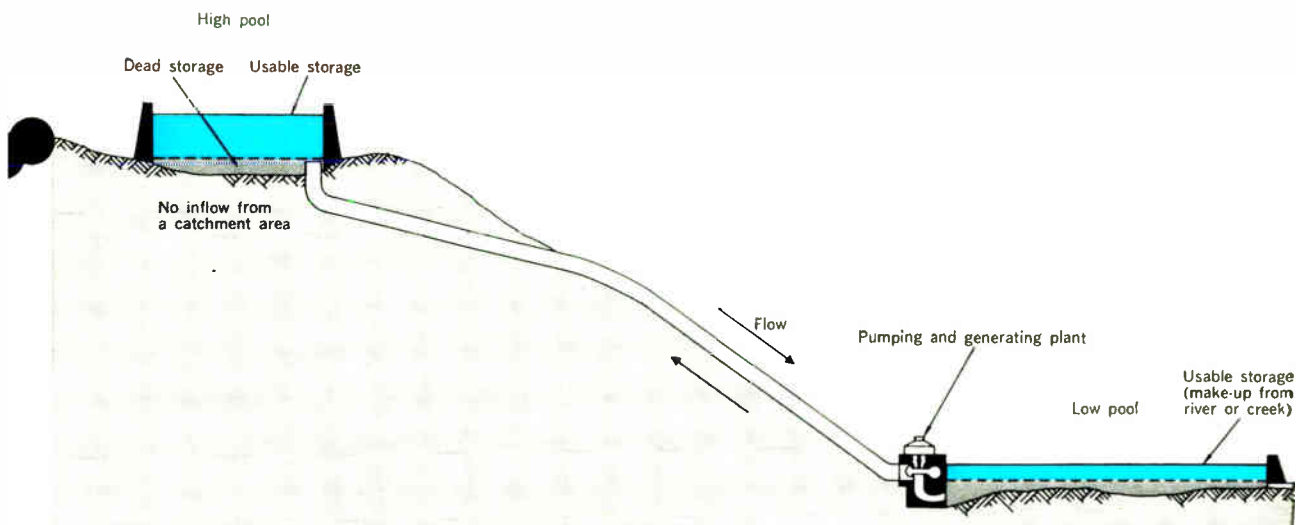 High pool
Dead storage Usable storage
No inflow from
a catchment area
Flow
Pumping and generating plant
Usable storage
(make-up from
river or creek)
Low pool